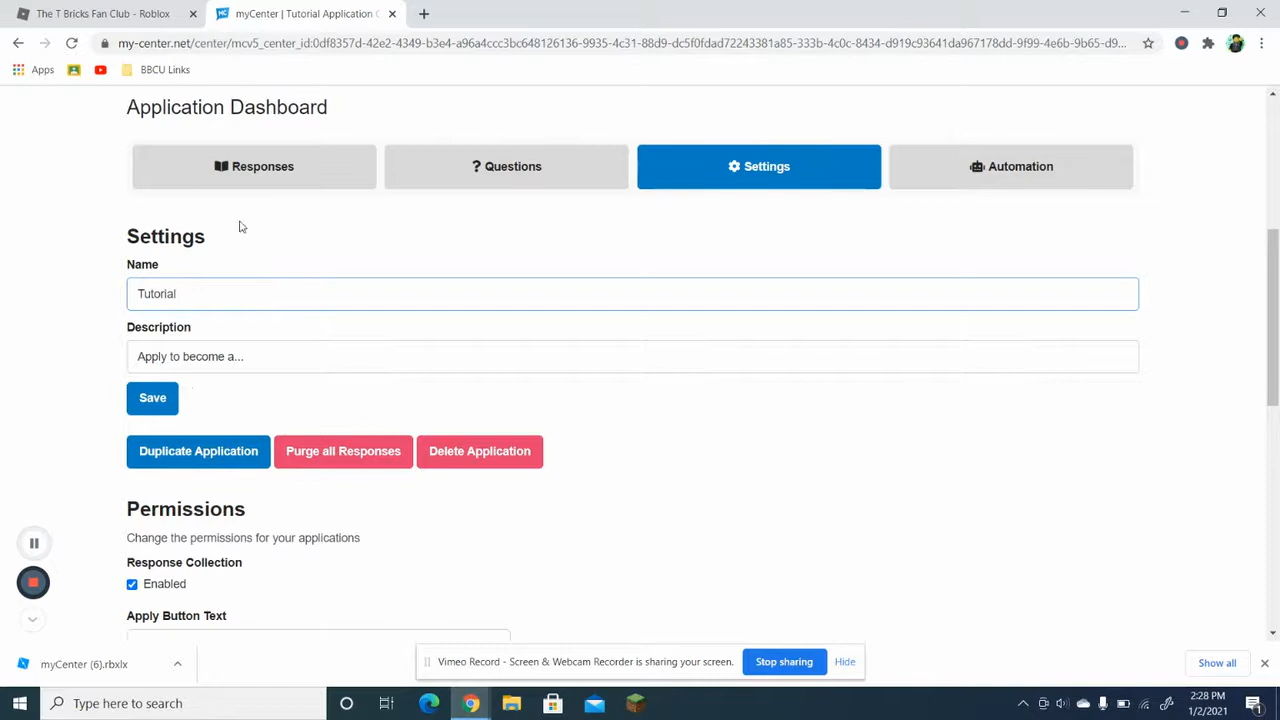 The T Bricks Fan Club - Roblox
myCenter | Tutorial Application C
my-center.net/center/mcv5_center_id:0df8357d-42e2-4349-b3e4-a96a4ccc3bc648126136-9935-4c31-88d9-dc5f0fdad72243381a85-333b-4c0c-8434-d919c93641da967178dd-9f99-4e6b-9b65-d9...
Apps
BBCU Links
Application Dashboard
Responses
? Questions
Settings
Automation
Settings
Name
Tutorial
Description
Apply to become a...
Save
Duplicate Application
Purge all Responses
Delete Application
Permissions
Change the permissions for your applications
Response Collection
Enabled
Apply Button Text
myCenter (6).rbxlx
Vimeo Record - Screen & Webcam Recorder is sharing your screen.
Stop sharing
Hide
Show all
Type here to search
2:28 PM
1/2/2021
1